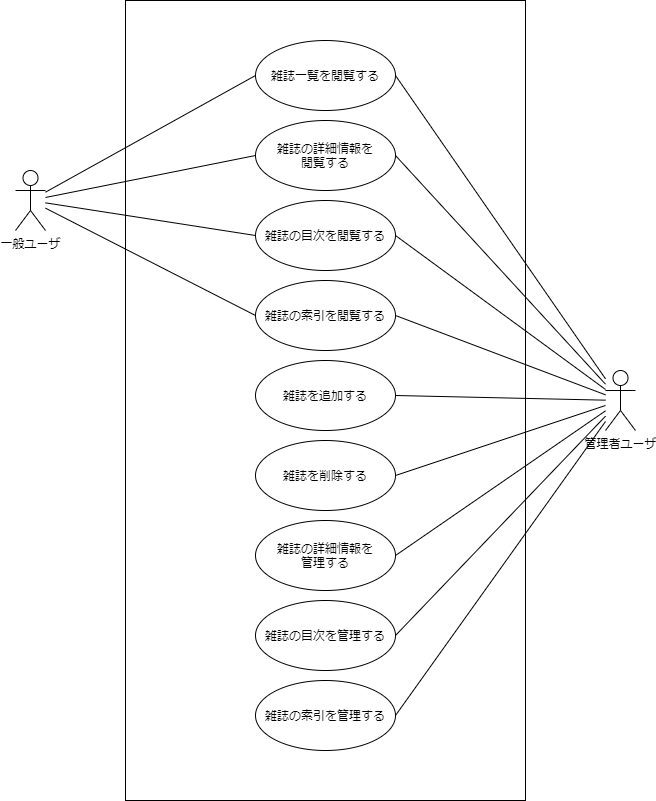 雑誌一覧を閲覧する
雑誌の詳細情報を
閲覧する
雑誌の目次を閲覧する
雑誌の索引を閲覧する
雑誌を追加する
雑誌を削除する
雑誌の詳細情報を
管理する
雑誌の目次を管理する
雑誌の索引を管理する
一般ユーザ
管理者ユーザ